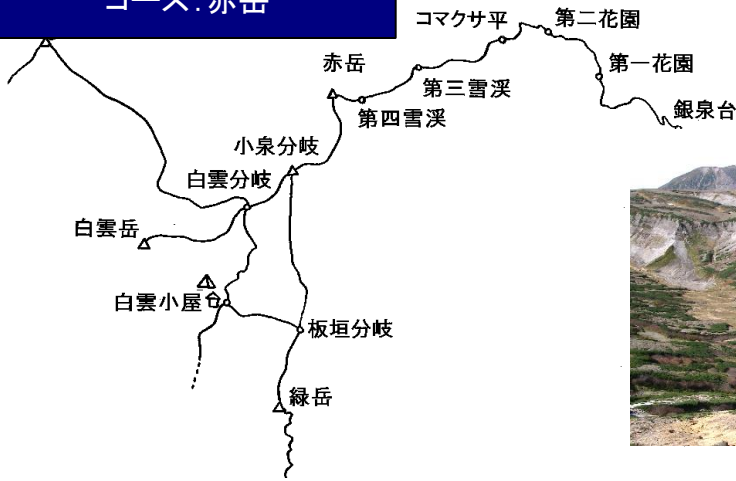 コース:赤岳
コマクサ平
第二花園
赤岳
第三雪渓
第一花園
第四雪渓
銀泉台
小泉分岐
白雲分岐
白雲岳
白雲小屋
板垣分岐
緑岳